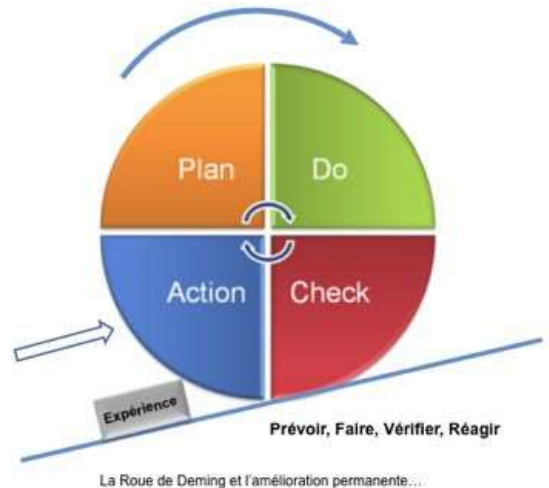 Plan
Do
Action
Check
Expérience
Prévoir, Faire, Vérifier, Réagir
La Roue de Deming et l'amélioration permanente…